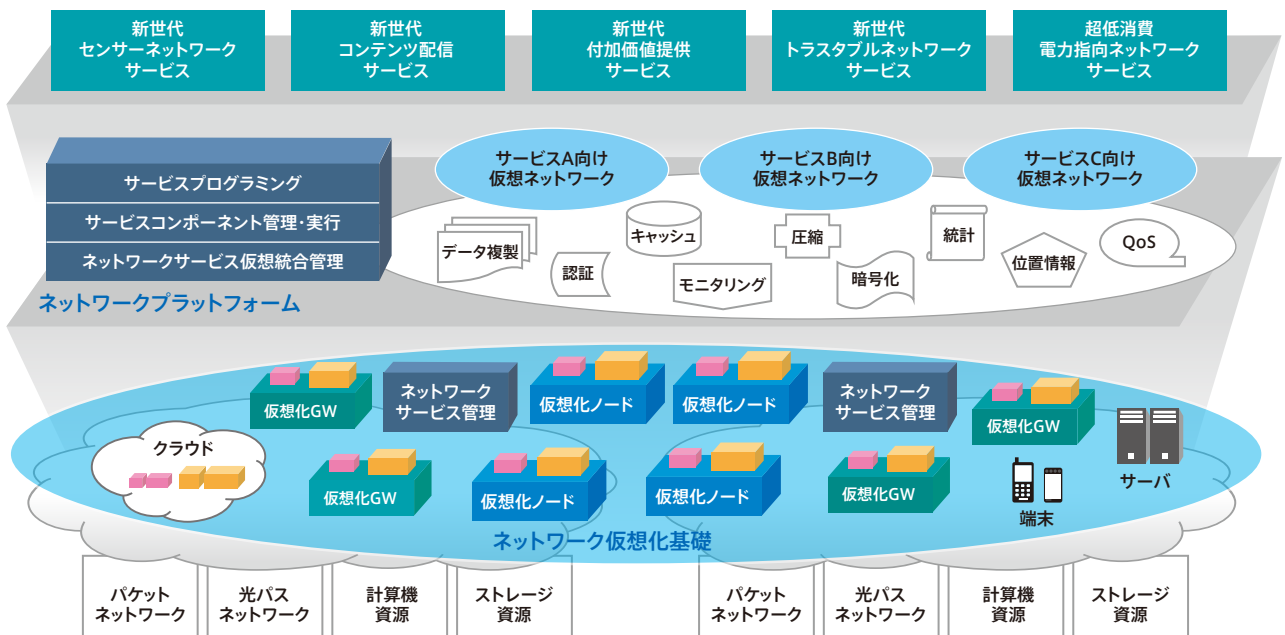 新世代
センサーネットワーク
サービス
新世代
コンテンツ配信
サービス
新世代
付加価値提供
サービス
新世代
トラスタブルネットワーク
サービス
超低消費
電力指向ネットワーク
サービス
サービスプログラミング
サービスコンポーネント管理・実行
ネットワークサービス仮想統合管理
ネットワークプラットフォーム
サービスA向け
仮想ネットワーク
サービスB向け
仮想ネットワーク
サービスC向け
仮想ネットワーク
データ複製
認証
キャッシュ
モニタリング
圧縮
暗号化
統計
位置情報
QoS
仮想化GW
ネットワーク
サービス管理
仮想化ノード
仮想化ノード
ネットワーク
サービス管理
仮想化GW
クラウド
仮想化GW
仮想化ノード
仮想化ノード
仮想化GW
端末
サーバ
ネットワーク仮想化基礎
パケット
ネットワーク
光パス
ネットワーク
計算機
資源
ストレージ
資源
パケット
ネットワーク
光パス
ネットワーク
計算機
資源
ストレージ
資源